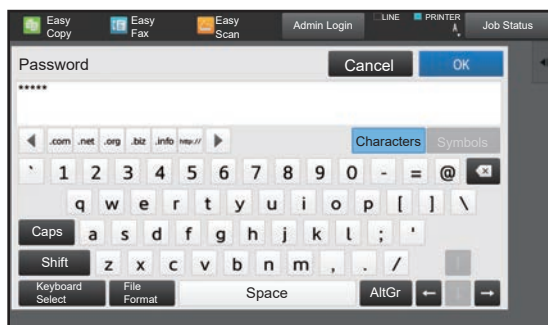 Easy Copy
Easy Fax
Easy Scan
Admin Login
LINE
PRINTER
Job Status
Password
Cancel
OK
*****
.com .net .org .biz .info http://
Characters
Symbols
` 1 2 3 4 5 6 7 8 9 0 - = @
q w e r t y u i o p [ ] \
Caps a s d f g h j k l ; '
Shift z x c v b n m , . /
Keyboard Select
File Format
Space
AltGr ← ↓ →